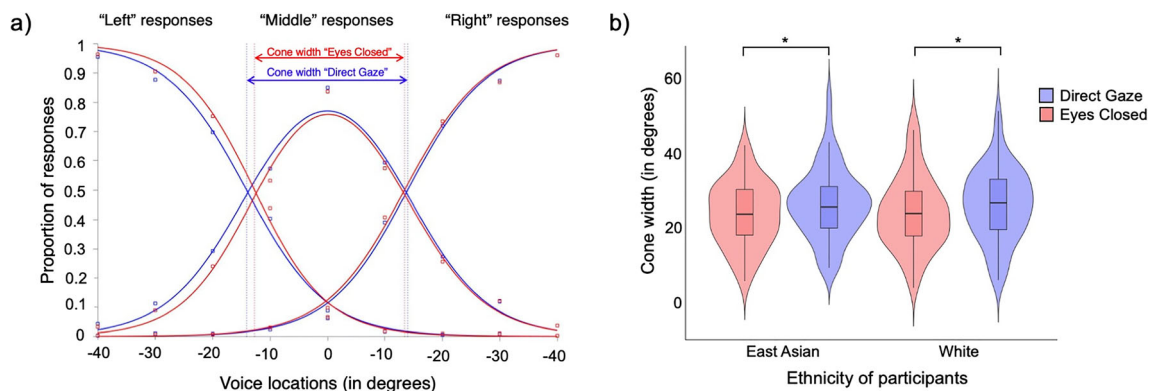 a)
"Left" responses
"Middle" responses
"Right" responses
Cone width "Eyes Closed"
Cone width "Direct Gaze"
Proportion of responses
1
0.9
0.8
0.7
0.6
0.5
0.4
0.3
0.2
0.1
0
-40
-30
-20
-10
0
-10
-20
-30
-40
Voice locations (in degrees)
b)
*
*
Direct Gaze
Eyes Closed
Cone width (in degrees)
60
40
20
0
East Asian
White
Ethnicity of participants